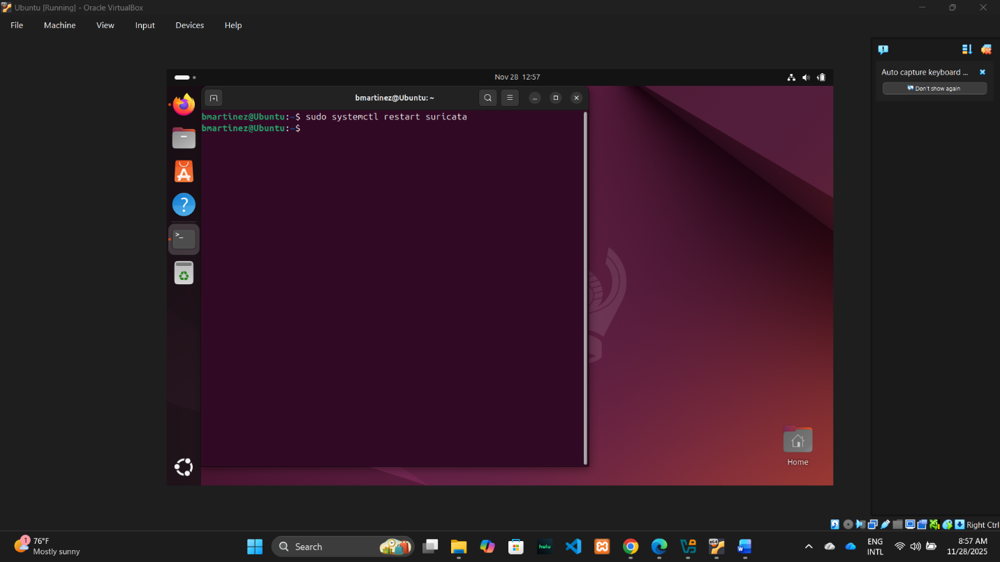 Ubuntu [Running] - Oracle VirtualBox
File Machine View Input Devices Help
Auto capture keyboard ...
Don't show again
Nov 28 12:57
bmartinez@Ubuntu: ~
bmartinez@Ubuntu:~$ sudo systemctl restart suricata
bmartinez@Ubuntu:~$
Home
Right Ctrl
1
76°F
Mostly sunny
Search
hulu
ENG
INTL
8:57 AM
11/28/2025